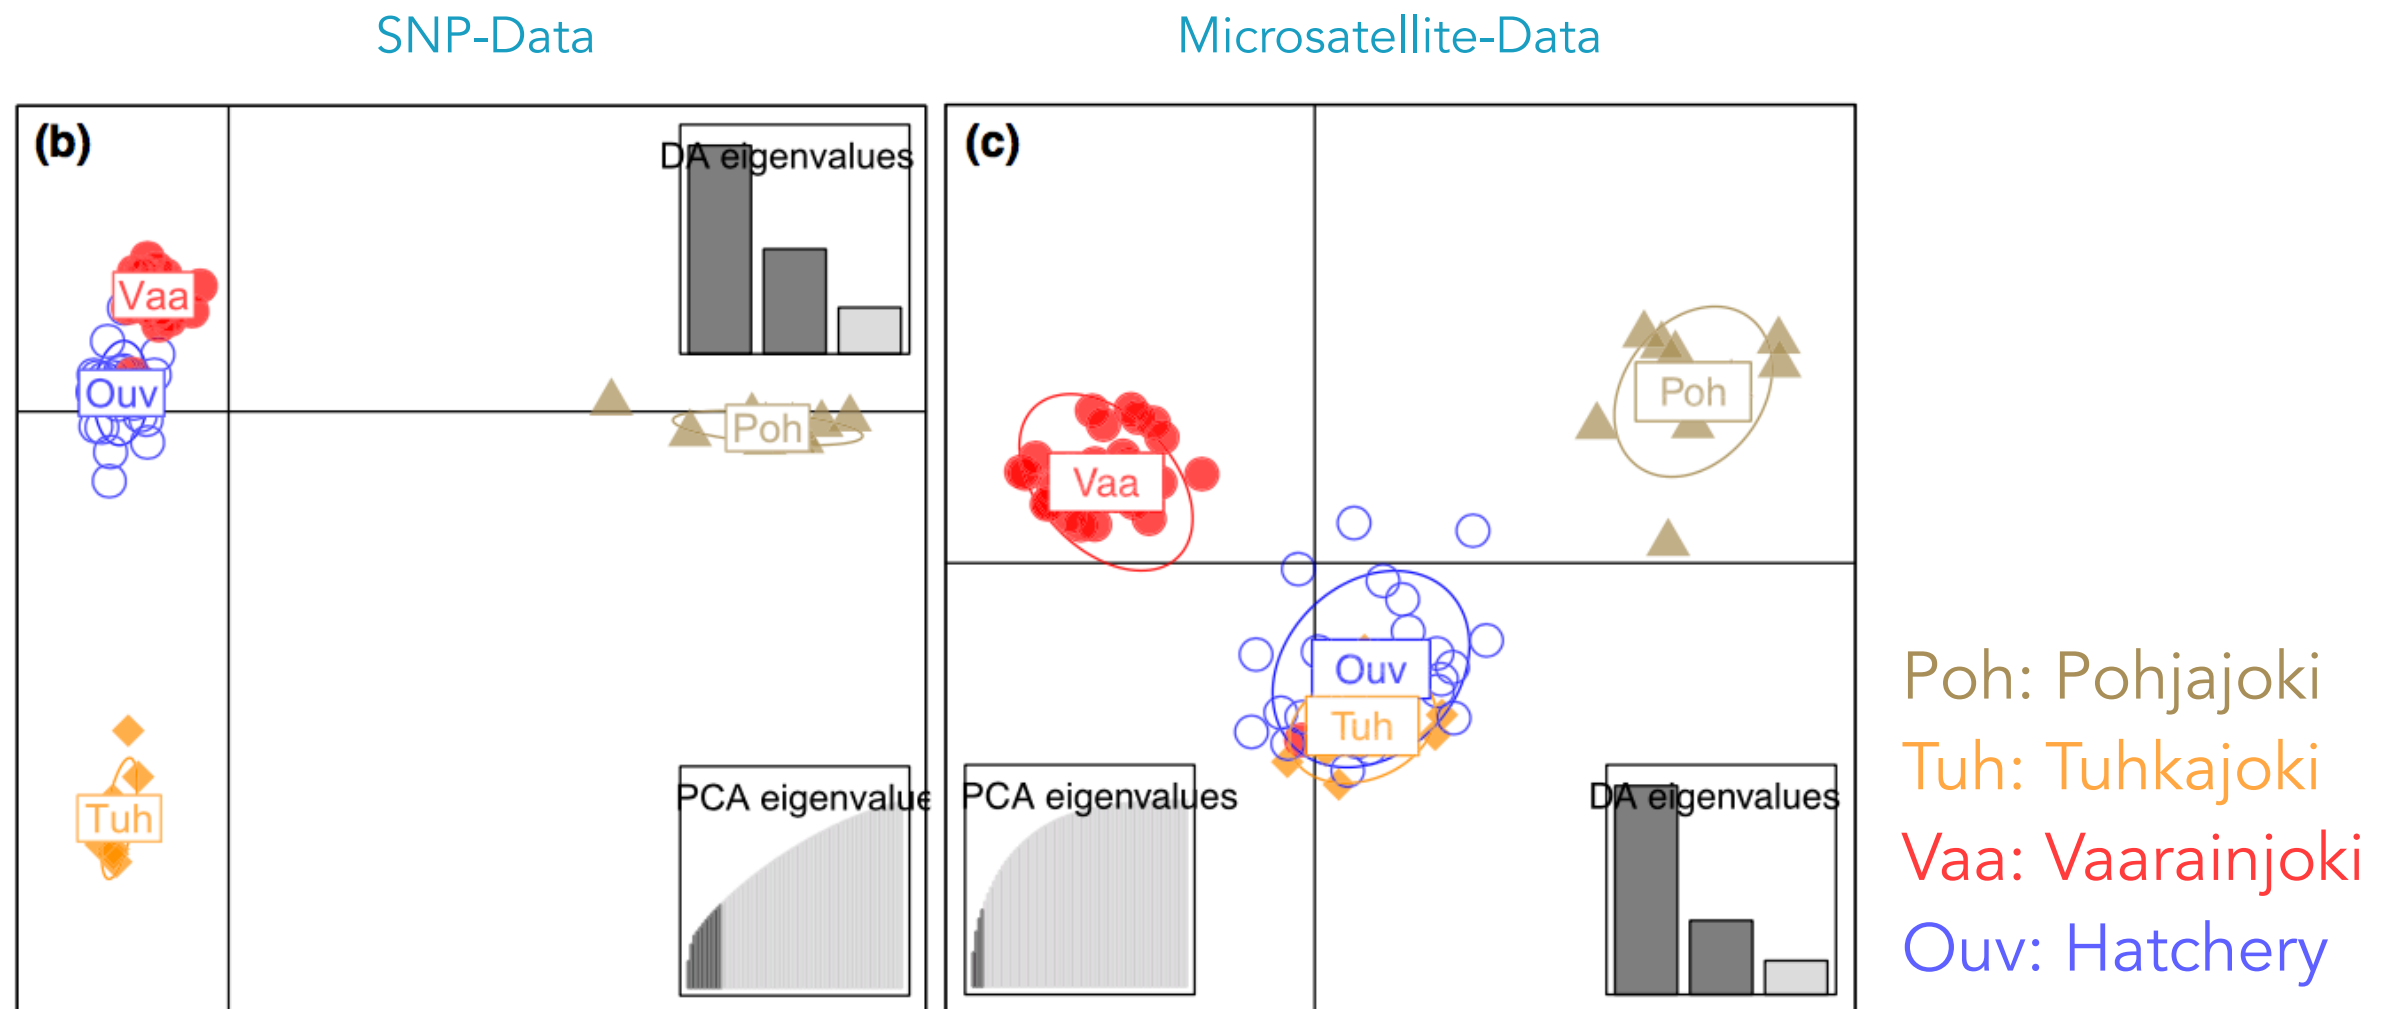 SNP-Data
Microsatellite-Data
(b)
DA eigenvalues
Vaa
Ouv
Poh
Tuh
PCA eigenvalue
(c)
Poh
Vaa
Ouv
Tuh
PCA eigenvalues
DA eigenvalues
Poh: Pohjajoki
Tuh: Tuhkajoki
Vaa: Vaarainjoki
Ouv: Hatchery